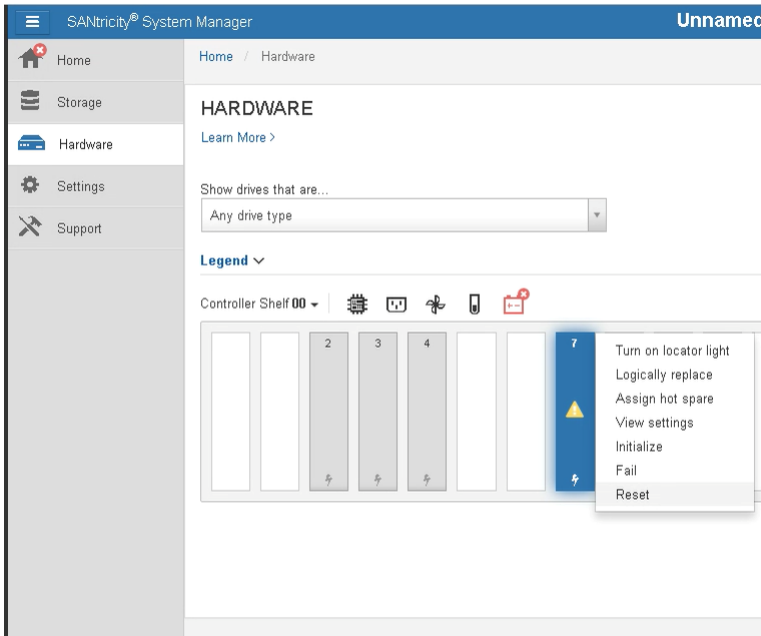 SANtricity® System Manager
Unnamed
Home
Storage
Hardware
Settings
Support
Home / Hardware
HARDWARE
Learn More >
Show drives that are...
Any drive type
Legend
Controller Shelf 00
2
3
4
7
Turn on locator light
Logically replace
Assign hot spare
View settings
Initialize
Fail
Reset